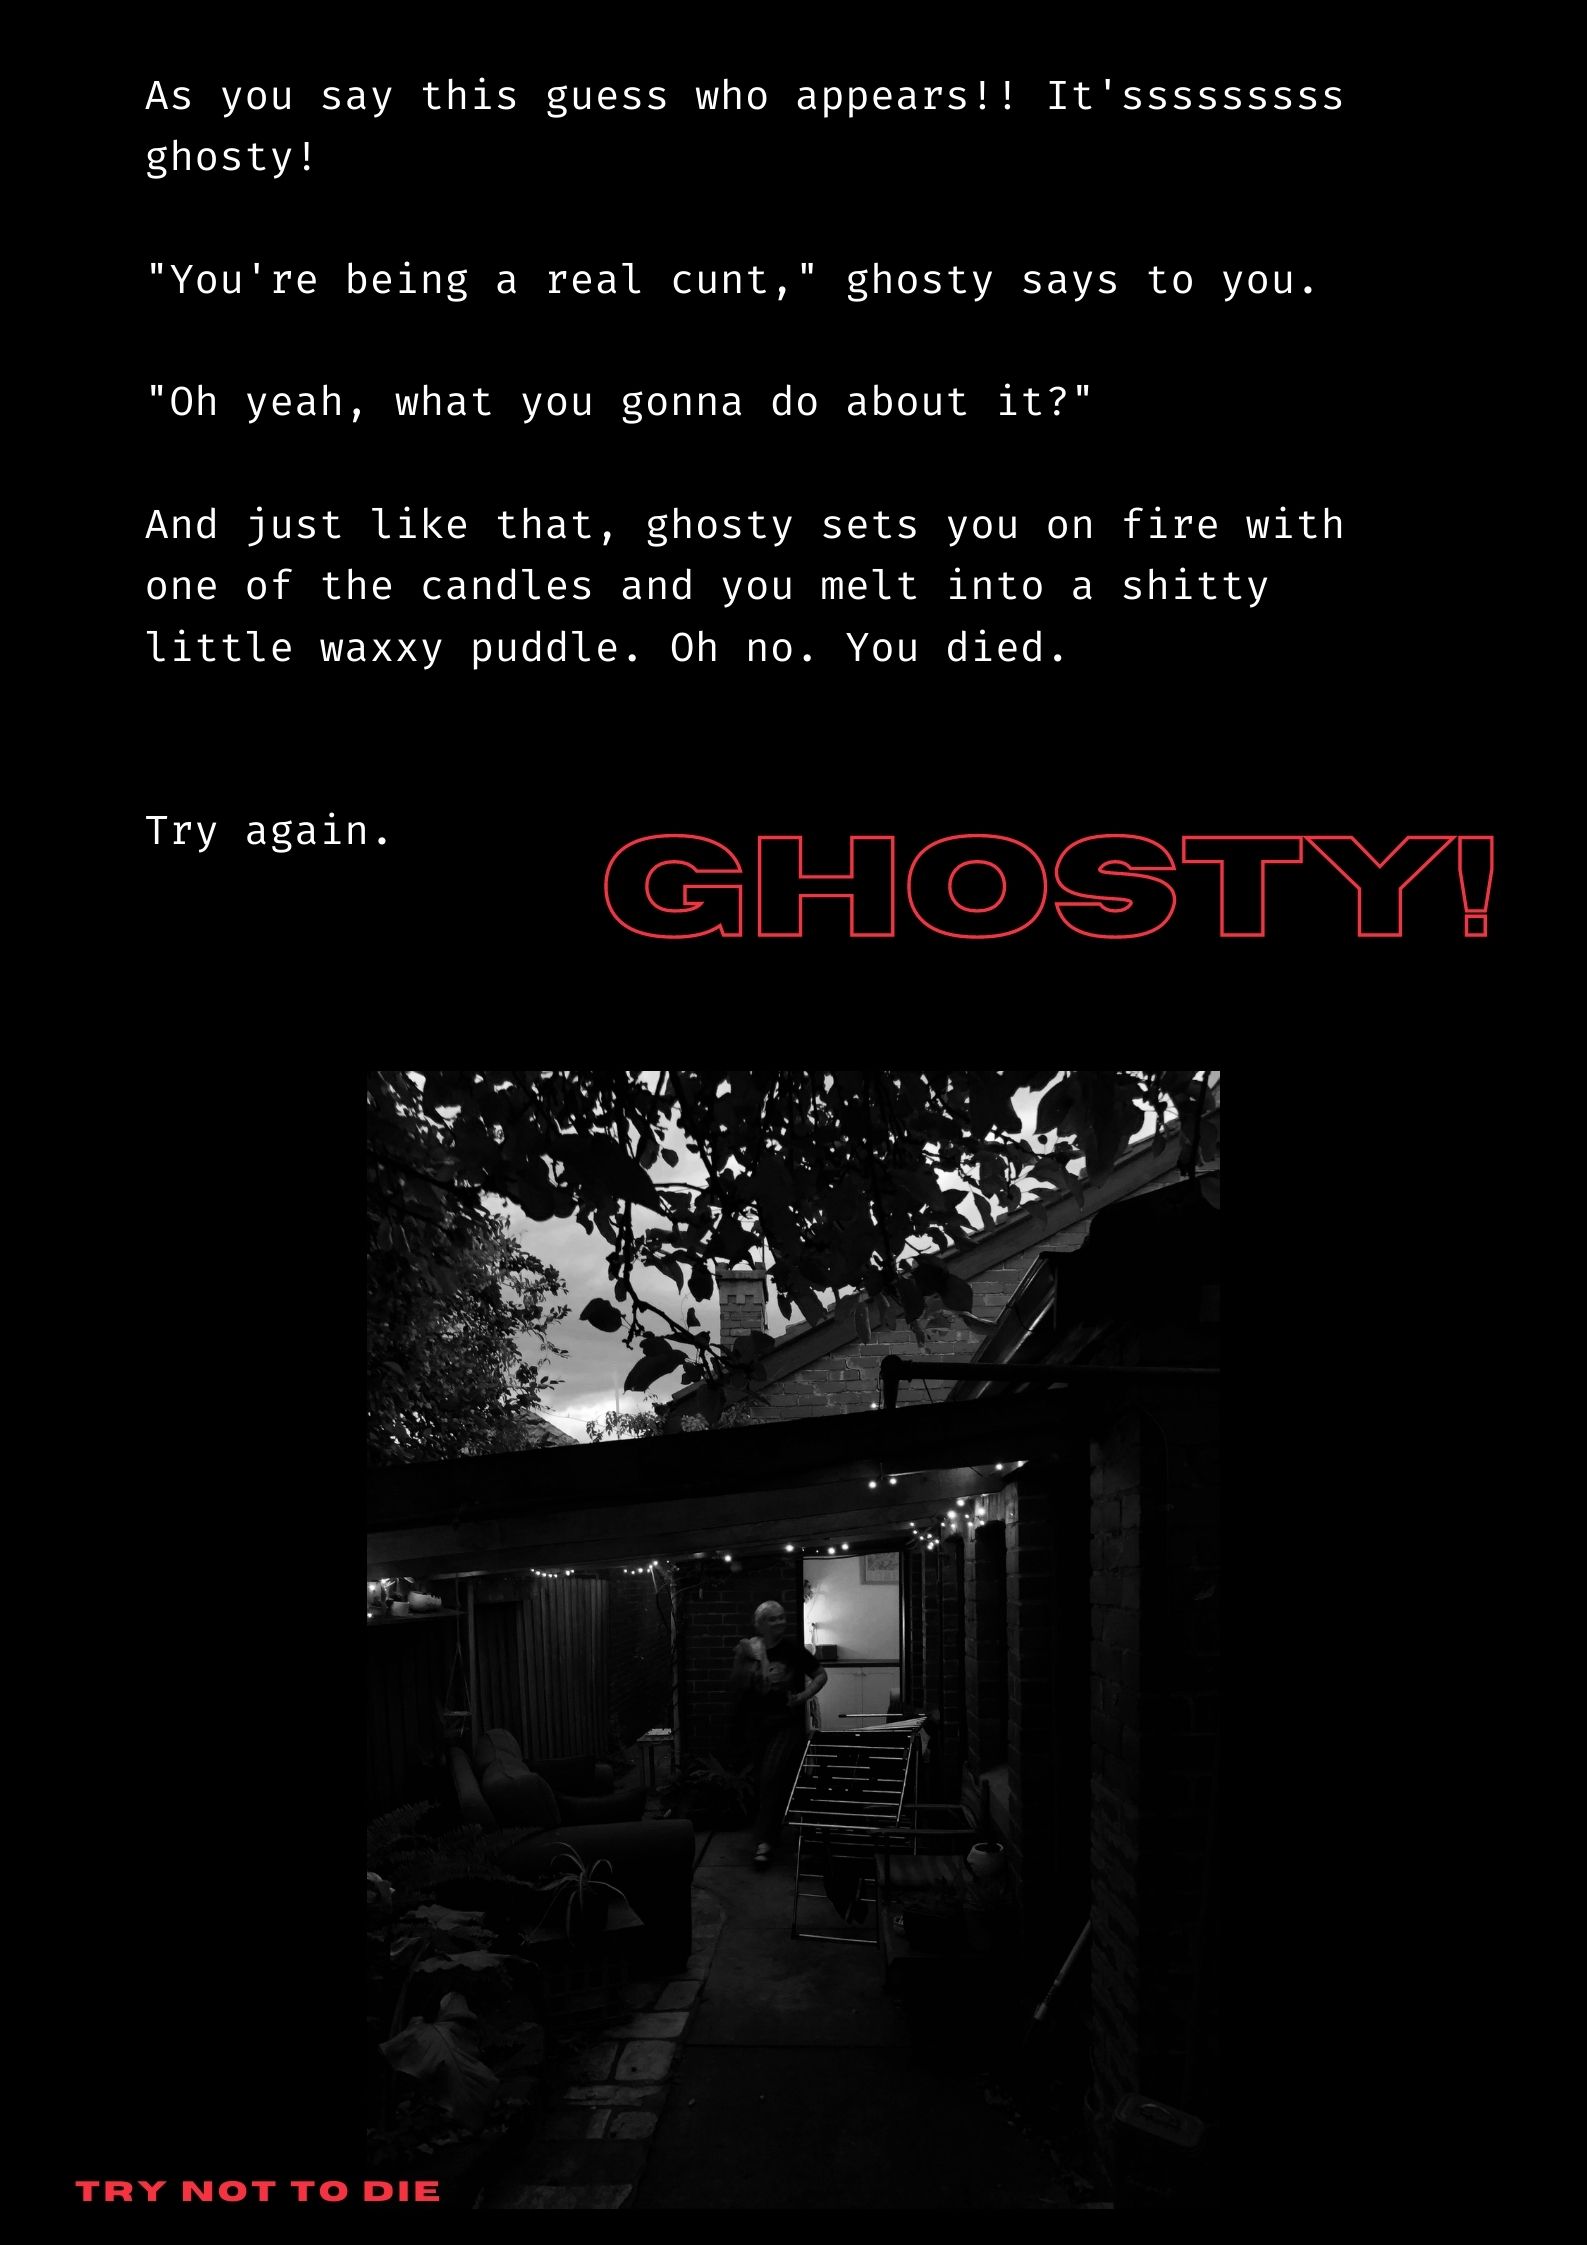 As you say this guess who appears!! It'sssssssss
ghosty!
"You're being a real cunt," ghosty says to you.
"Oh yeah, what you gonna do about it?"
And just like that, ghosty sets you on fire with
one of the candles and you melt into a shitty
little waxxy puddle. Oh no. You died.
Try again.
GHOSTY!
TRY NOT TO DIE